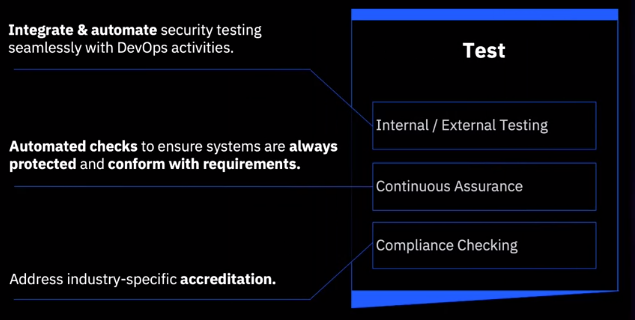 Integrate & automate security testing
seamlessly with DevOps activities.
Test
Internal / External Testing
Automated checks to ensure systems are always
protected and conform with requirements.
Continuous Assurance
Compliance Checking
Address industry-specific accreditation.